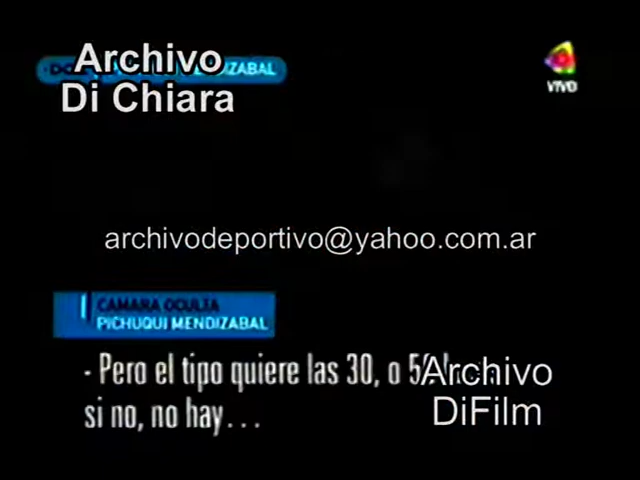 Archivo
Di Chiara
VIVO
archivodeportivo@yahoo.com.ar
CAMARA OCULTA
PICHUQUI MENDIZABAL
- Pero el tipo quiere las 30, o
si no, no hay...
Archivo
DiFilm